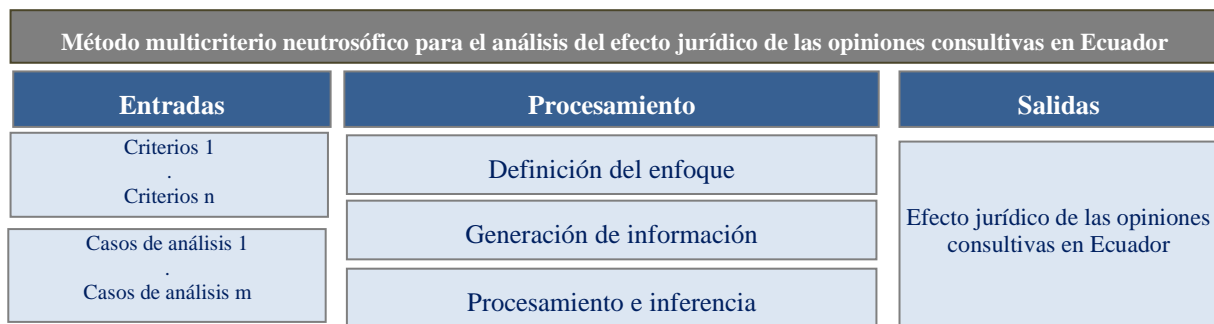 Método multicriterio neutrosófico para el análisis del efecto jurídico de las opiniones consultivas en Ecuador
Entradas
Criterios 1
.
Criterios n
Casos de análisis 1
.
Casos de análisis m
Procesamiento
Definición del enfoque
Generación de información
Procesamiento e inferencia
Salidas
Efecto jurídico de las opiniones
consultivas en Ecuador